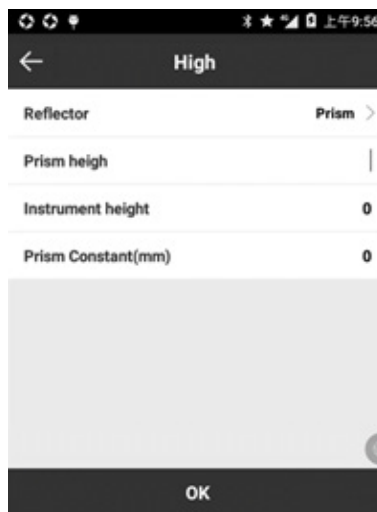 上午9:56
High
Reflector Prism
Prism heigh
Instrument height 0
Prism Constant(mm) 0
OK